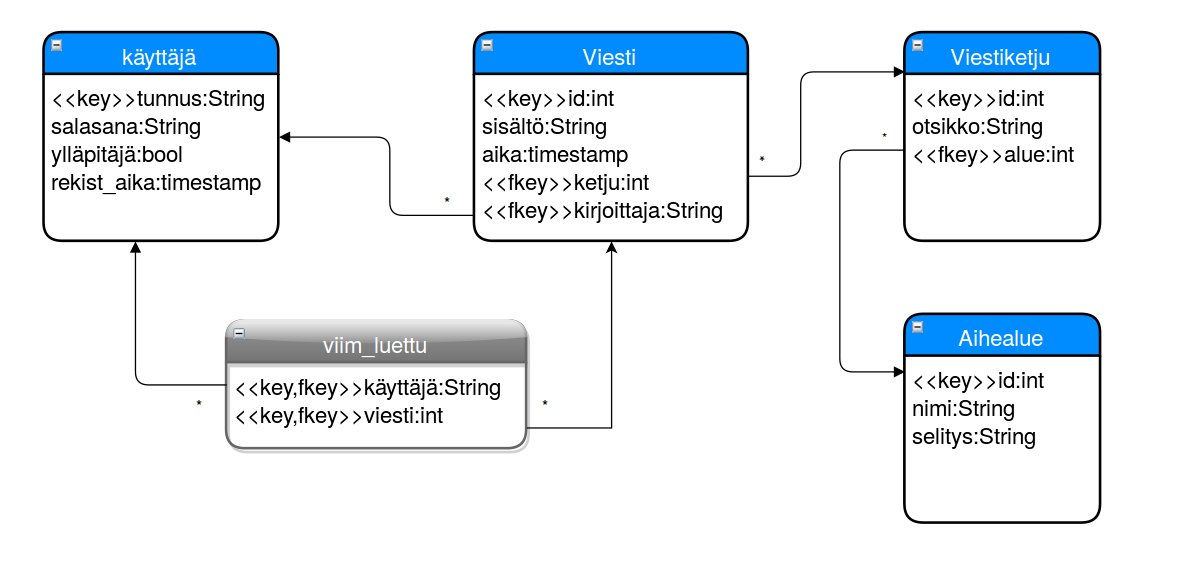 käyttäjä
<<key>>tunnus:String
salasana:String
ylläpitäjä:bool
rekist_aika:timestamp
Viesti
<<key>>id:int
sisältö:String
aika:timestamp
<<fkey>>ketju:int
<<fkey>>kirjoittaja:String
Viestiketju
<<key>>id:int
otsikko:String
<<fkey>>alue:int
*
*
*
viim_luettu
<<key,fkey>>käyttäjä:String
<<key,fkey>>viesti:int
*
*
Aihealue
<<key>>id:int
nimi:String
selitys:String